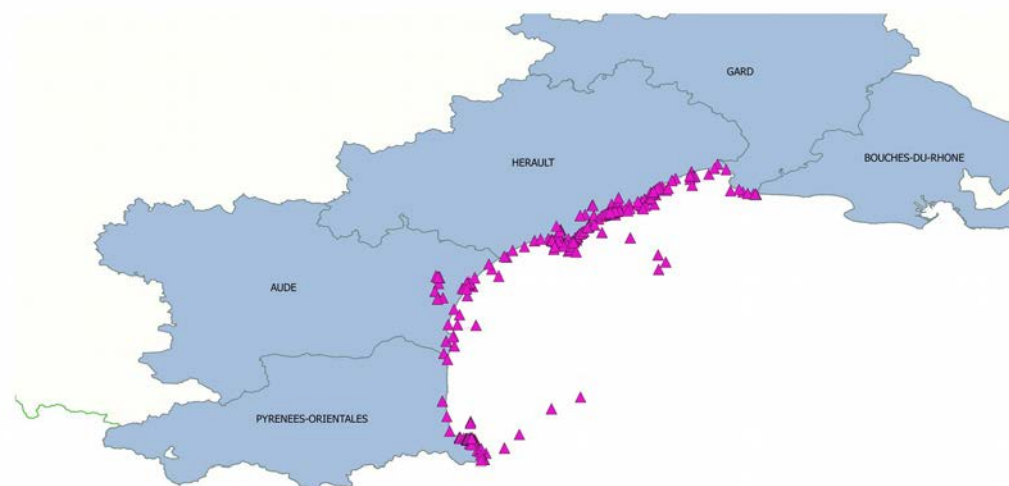 GARD
BOUCHES-DU-RHONE
HERAULT
AUDE
PYRENEES-ORIENTALES